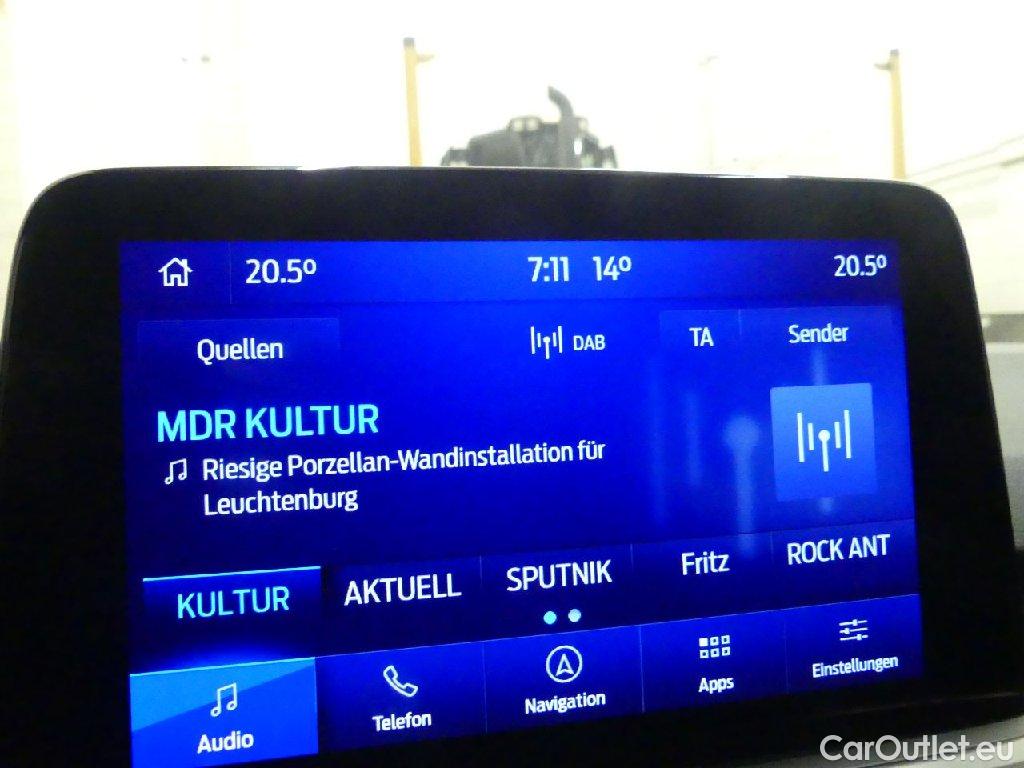 20.5° 7:11 14° 20.5°
Quellen DAB TA Sender
MDR KULTUR
Riesige Porzellan-Wandinstallation für
Leuchtenburg
KULTUR AKTUELL SPUTNIK Fritz ROCK ANT
Audio Telefon Navigation Apps Einstellungen
CarOutlet.eu